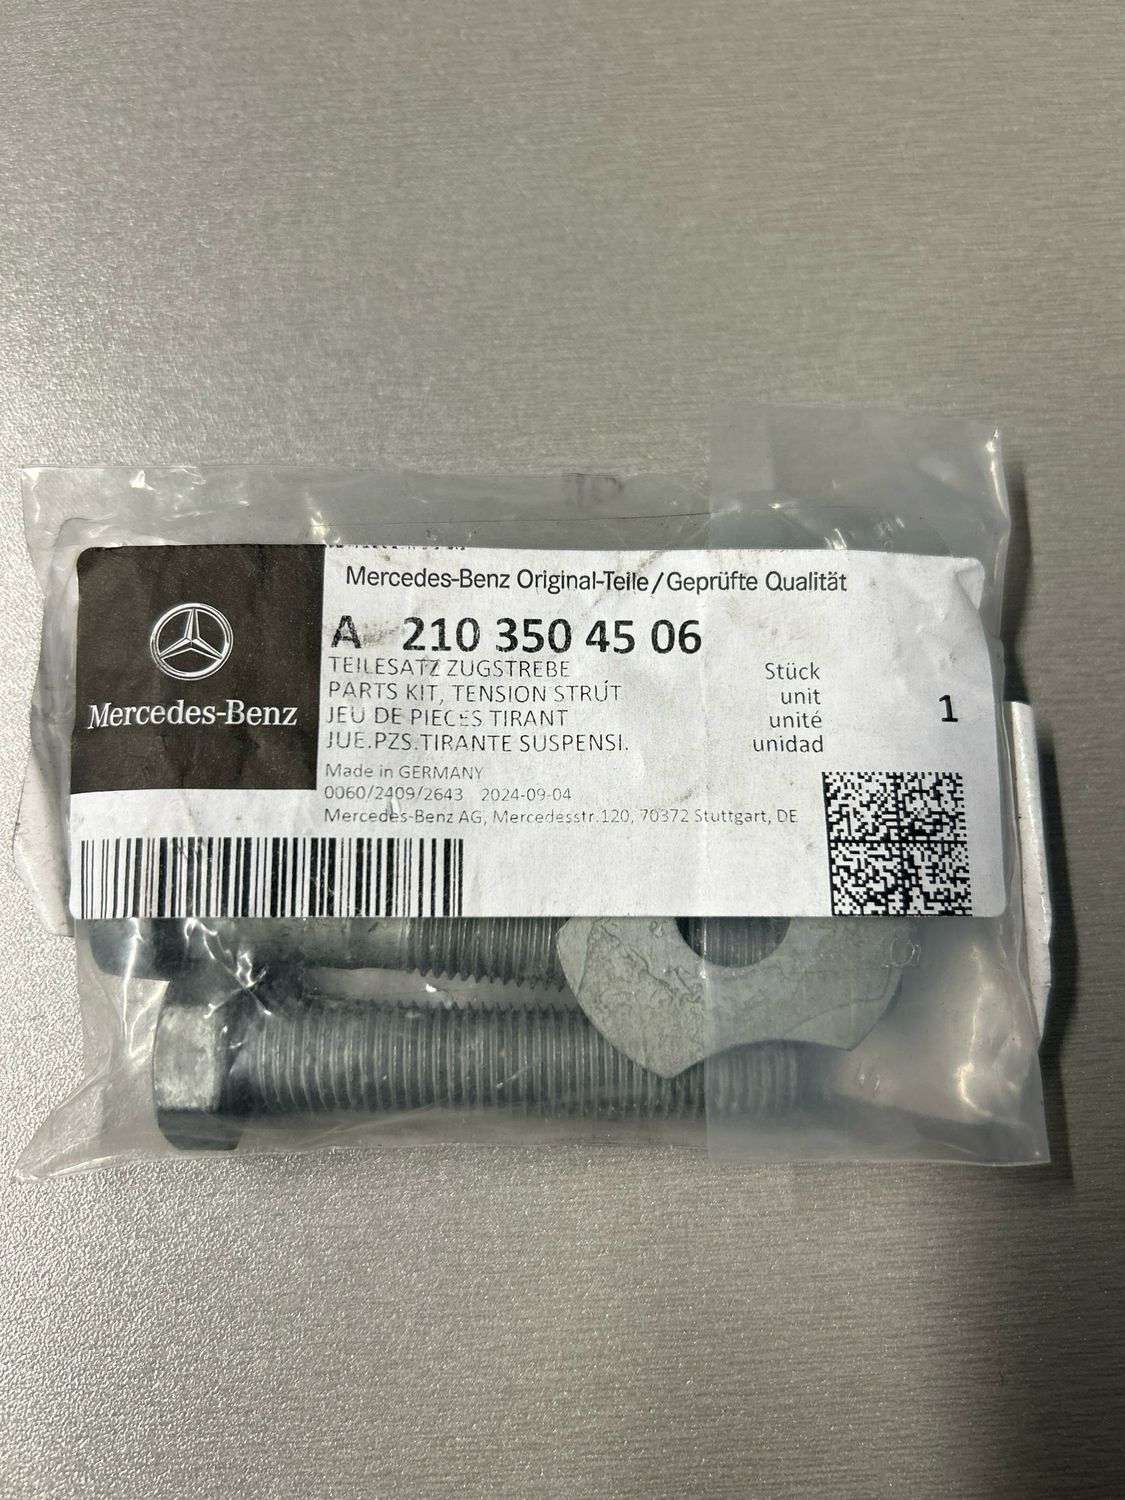 Mercedes-Benz Original-Teile/Geprüfte Qualität
Mercedes-Benz
A 210 350 45 06
TEILESATZ ZUGSTREBE
PARTS KIT, TENSION STRUT
JEU DE PIECES TIRANT
JUE.PZS.TIRANTE SUSPENSI.
Stück
unit
unité
unidad
1
Made in GERMANY
0060/2409/2643 2024-09-04
Mercedes-Benz AG, Mercedesstr.120, 70372 Stuttgart, DE